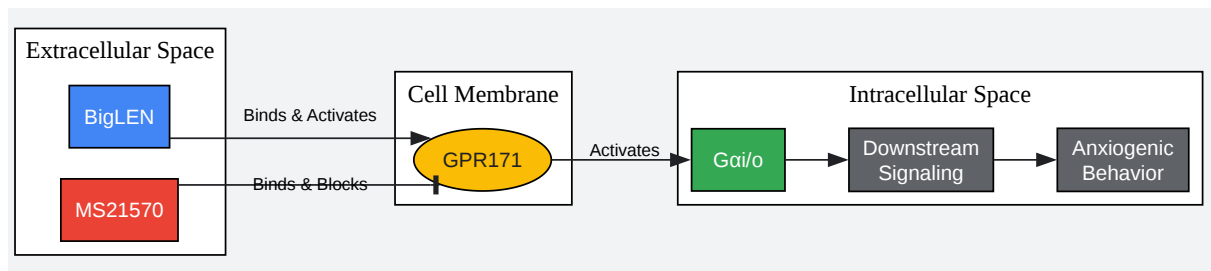 Extracellular Space
BigLEN
MS21570
Binds & Activates
Binds & Blocks
Cell Membrane
GPR171
Activates
Intracellular Space
Gαi/o
Downstream
Signaling
Anxiogenic
Behavior